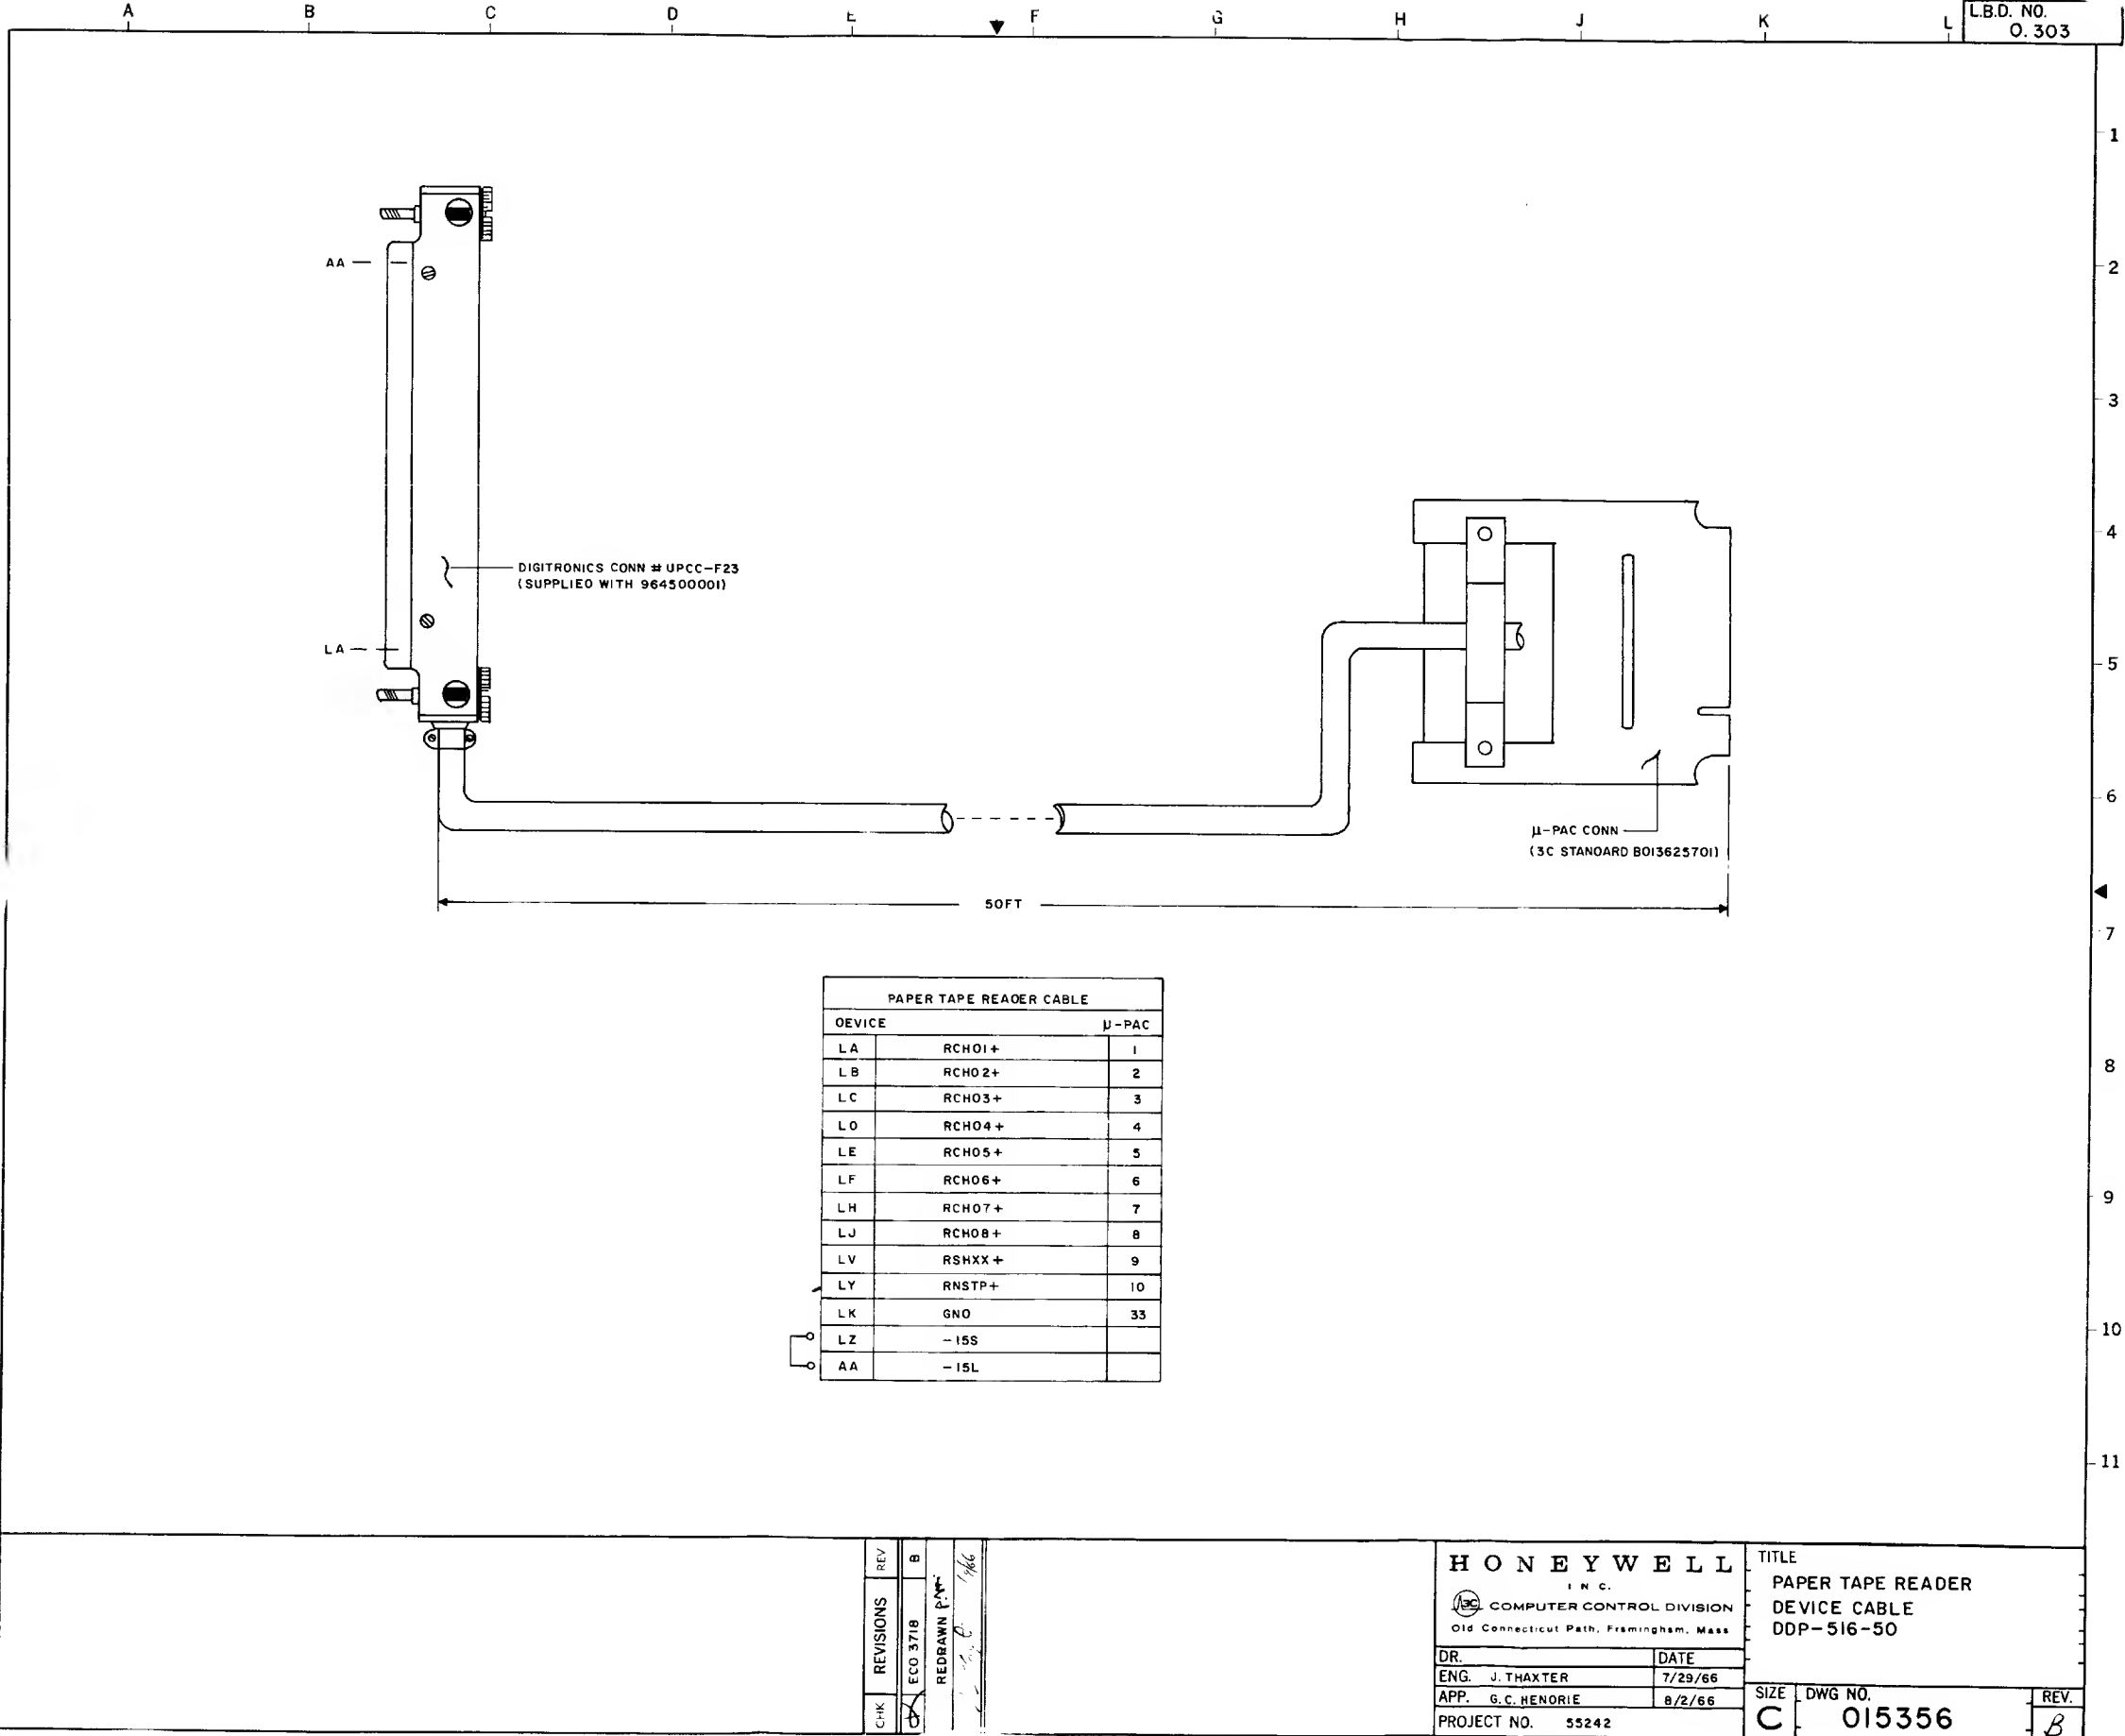 A B C D E F G H J K L
L.B.D. NO.
0.303
1
2
3
4
5
6
7
8
9
10
11
AA
LA
DIGITRONICS CONN # UPCC-F23
(SUPPLIED WITH 964500001)
µ-PAC CONN
(3C STANDARD B013625701)
50FT
PAPER TAPE READER CABLE
DEVICE µ-PAC
LA RCH01+ 1
LB RCH02+ 2
LC RCH03+ 3
LD RCH04+ 4
LE RCH05+ 5
LF RCH06+ 6
LH RCH07+ 7
LJ RCH08+ 8
LV RSHXX+ 9
LY RNSTP+ 10
LK GND 33
LZ -15S
AA -15L
CHK REVISIONS REV
ECO 3718 B
REDRAWN
HONEYWELL
INC.
3C COMPUTER CONTROL DIVISION
Old Connecticut Path, Framingham, Mass
DR. DATE
ENG. J. THAXTER 7/29/66
APP. G.C. HENDRIE 8/2/66
PROJECT NO. 55242
TITLE
PAPER TAPE READER
DEVICE CABLE
DDP-516-50
SIZE DWG NO. REV.
C 015356 B